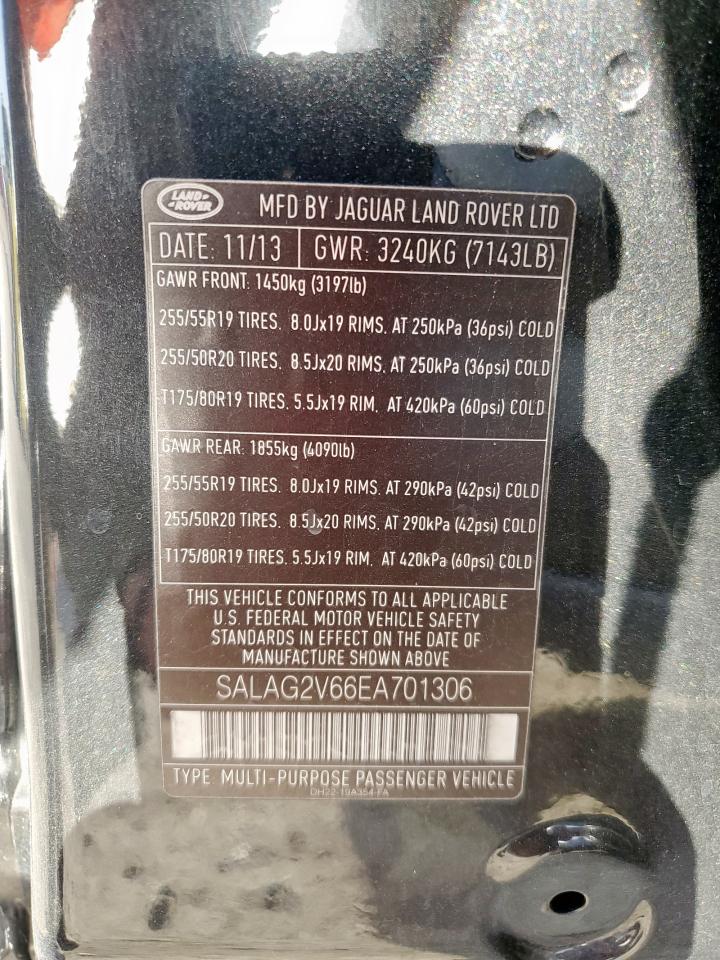 LAND ROVER
MFD BY JAGUAR LAND ROVER LTD
DATE: 11/13 GWR: 3240KG (7143LB)
GAWR FRONT: 1450kg (3197lb)
255/55R19 TIRES. 8.0Jx19 RIMS. AT 250kPa (36psi) COLD
255/50R20 TIRES. 8.5Jx20 RIMS. AT 250kPa (36psi) COLD
T175/80R19 TIRES. 5.5Jx19 RIM. AT 420kPa (60psi) COLD
GAWR REAR: 1855kg (4090lb)
255/55R19 TIRES. 8.0Jx19 RIMS. AT 290kPa (42psi) COLD
255/50R20 TIRES. 8.5Jx20 RIMS. AT 290kPa (42psi) COLD
T175/80R19 TIRES. 5.5Jx19 RIM. AT 420kPa (60psi) COLD
THIS VEHICLE CONFORMS TO ALL APPLICABLE
U.S. FEDERAL MOTOR VEHICLE SAFETY
STANDARDS IN EFFECT ON THE DATE OF
MANUFACTURE SHOWN ABOVE
SALAG2V66EA701306
TYPE: MULTI-PURPOSE PASSENGER VEHICLE
DH22-19A354-FA